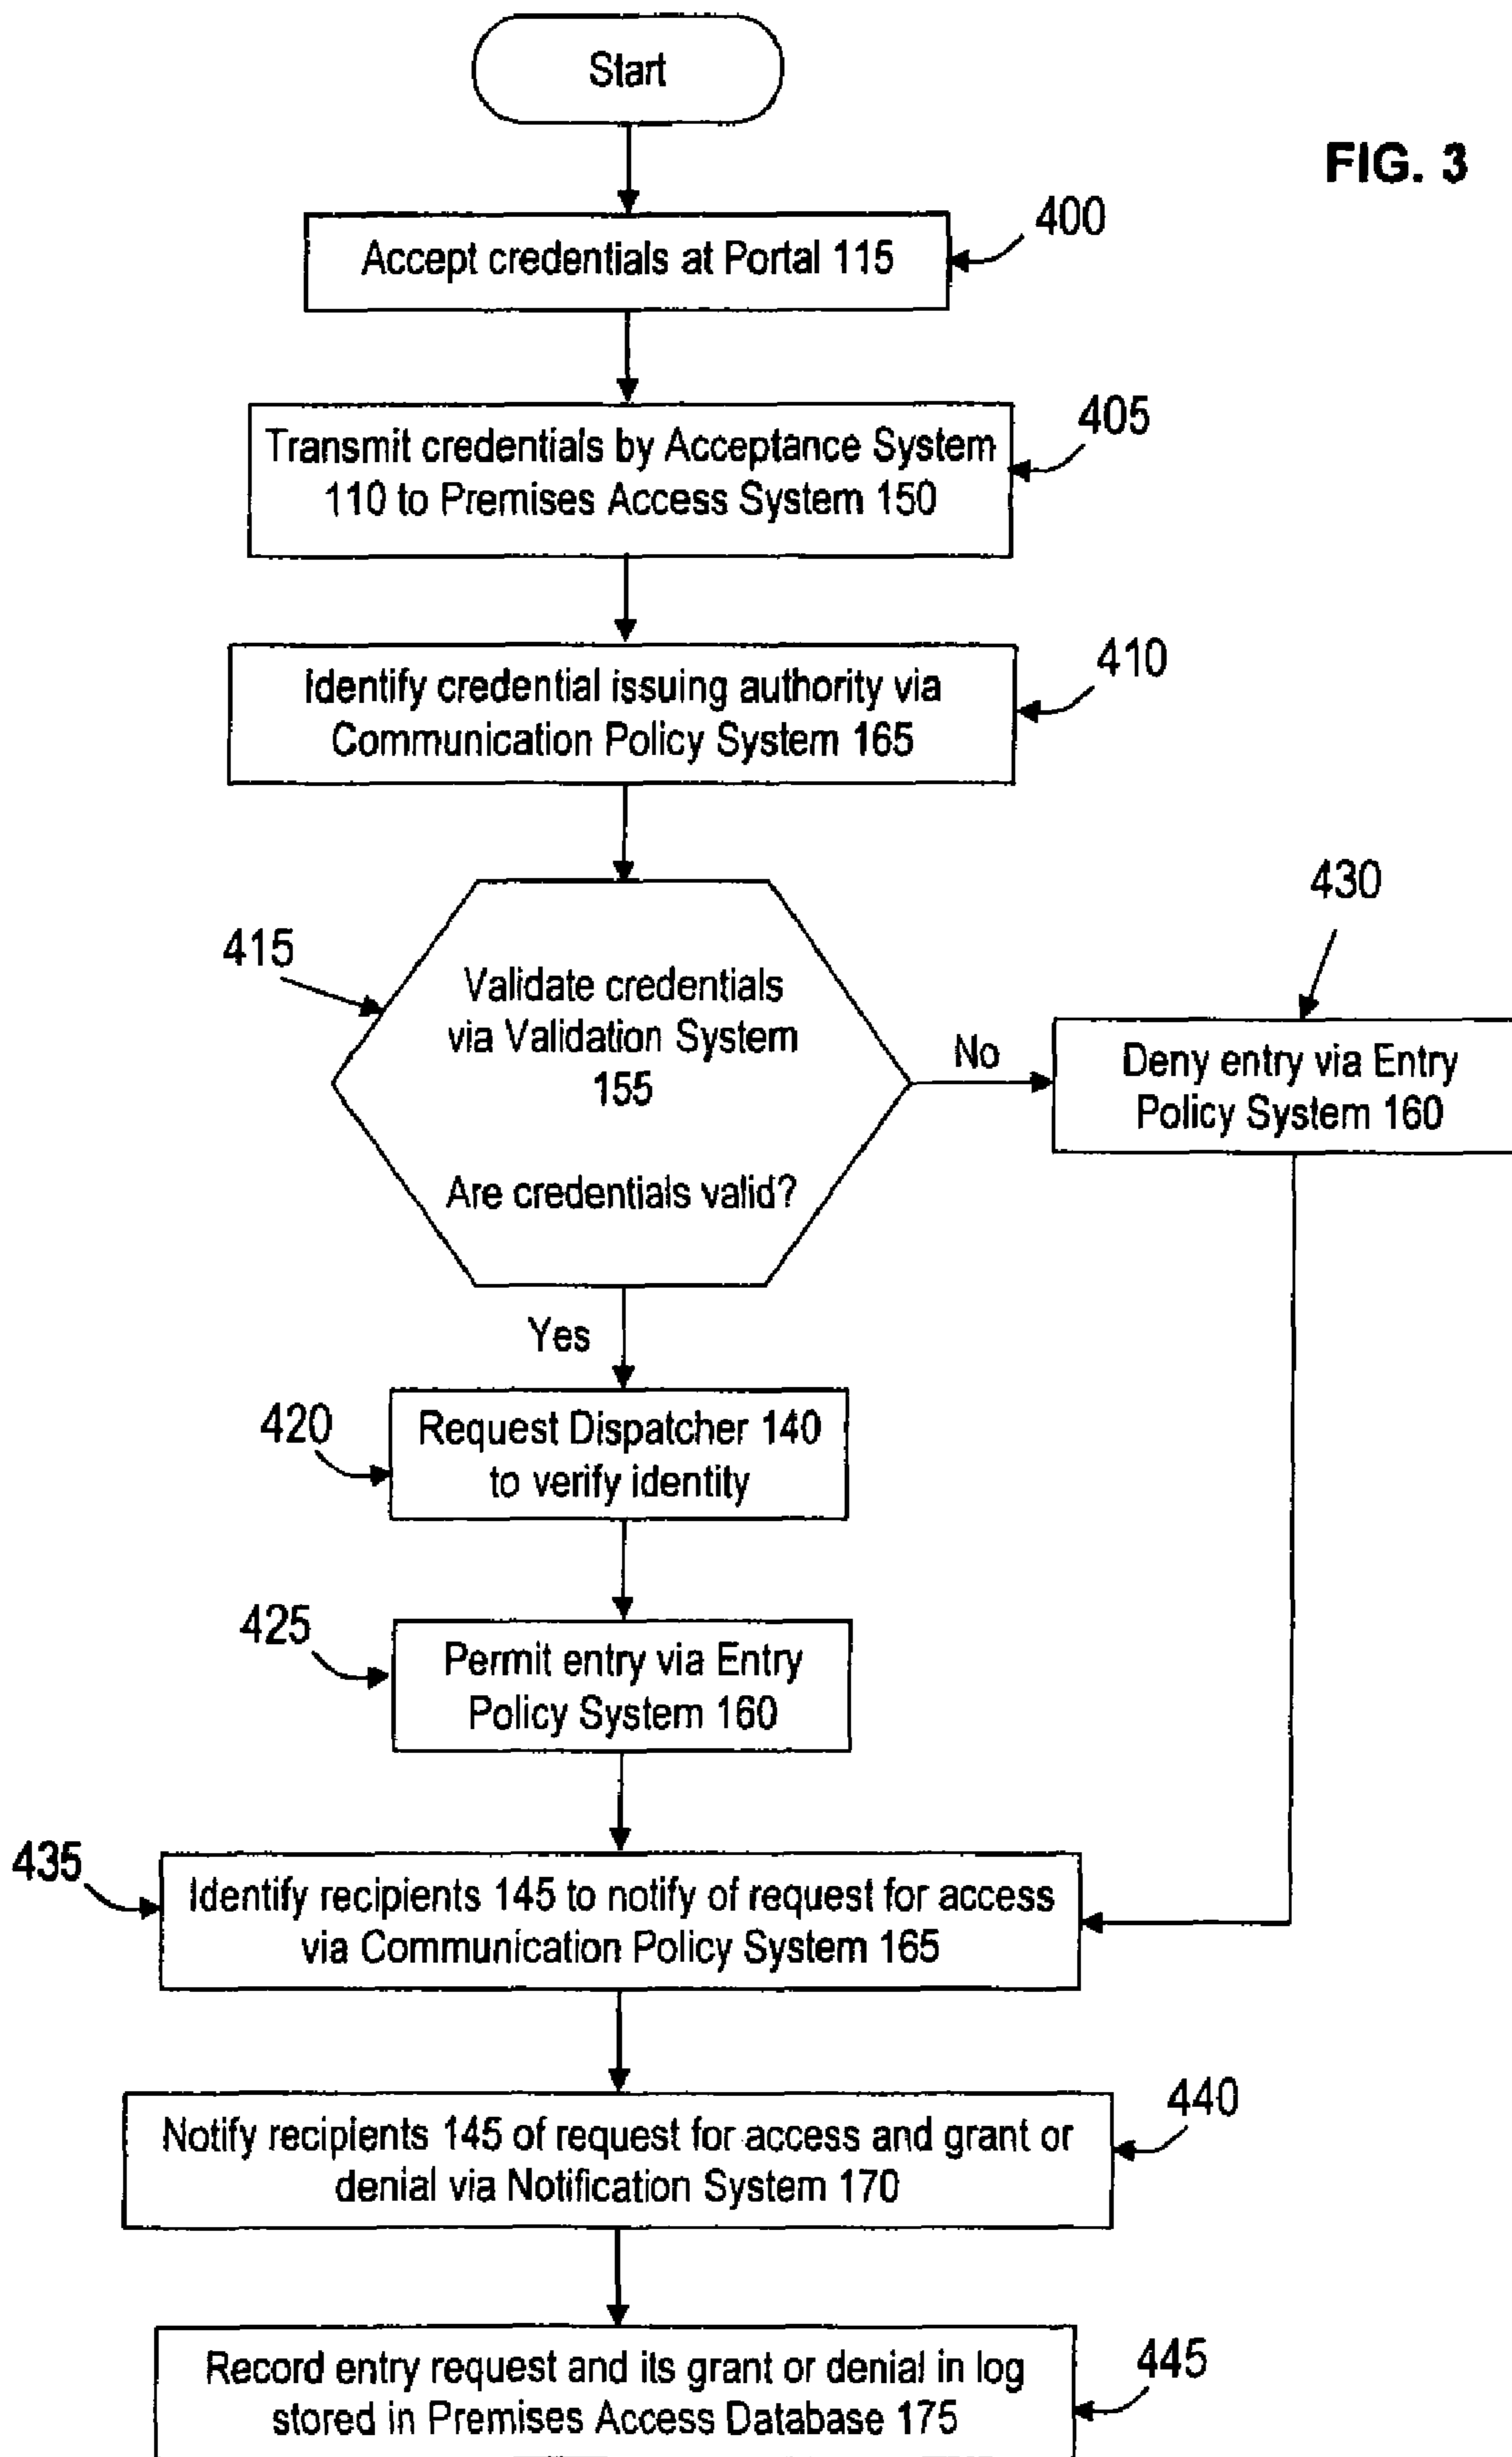 Start
FIG. 3
400
Accept credentials at Portal 115
405
Transmit credentials by Acceptance System
110 to Premises Access System 150
410
Identify credential issuing authority via
Communication Policy System 165
430
415
Validate credentials
via Validation System
155
Are credentials valid?
No
Deny entry via Entry
Policy System 160
Yes
420
Request Dispatcher 140
to verify identity
425
Permit entry via Entry
Policy System 160
435
Identify recipients 145 to notify of request for access
via Communication Policy System 165
440
Notify recipients 145 of request for access and grant or
denial via Notification System 170
445
Record entry request and its grant or denial in log
stored in Premises Access Database 175